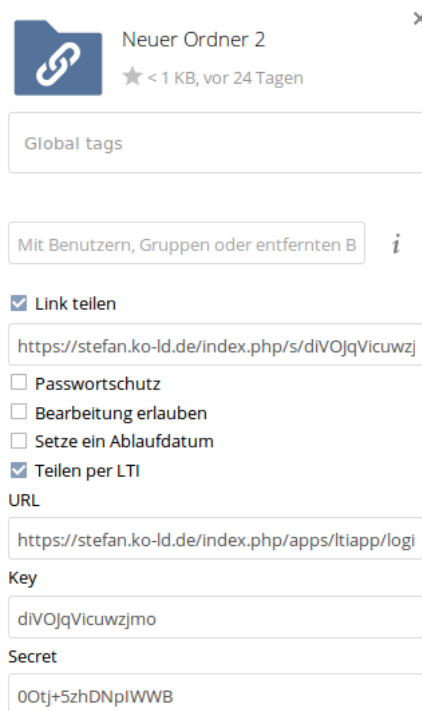 Neuer Ordner 2
< 1 KB, vor 24 Tagen
Global tags
Mit Benutzern, Gruppen oder entfernten B
Link teilen
https://stefan.ko-ld.de/index.php/s/diVOJqVicuwzj
Passwortschutz
Bearbeitung erlauben
Setze ein Ablaufdatum
Teilen per LTI
URL
https://stefan.ko-ld.de/index.php/apps/ltiapp/logi
Key
diVOJqVicuwzjmo
Secret
0Otj+5zhDNpIWWB